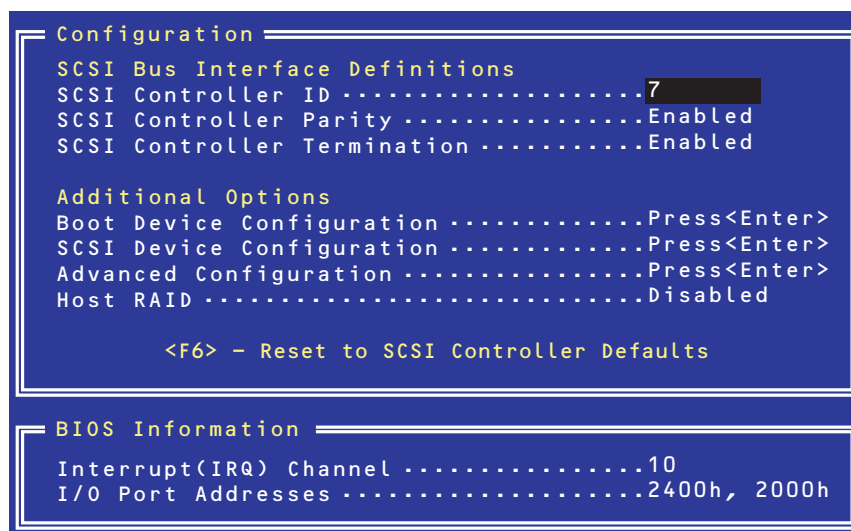 Configuration
SCSI Bus Interface Definitions
SCSI Controller ID ····················7
SCSI Controller Parity ················Enabled
SCSI Controller Termination ···········Enabled
Additional Options
Boot Device Configuration ·············Press<Enter>
SCSI Device Configuration ·············Press<Enter>
Advanced Configuration ················Press<Enter>
Host RAID ·····························Disabled
<F6> – Reset to SCSI Controller Defaults
BIOS Information
Interrupt(IRQ) Channel ················10
I/O Port Addresses ····················2400h, 2000h